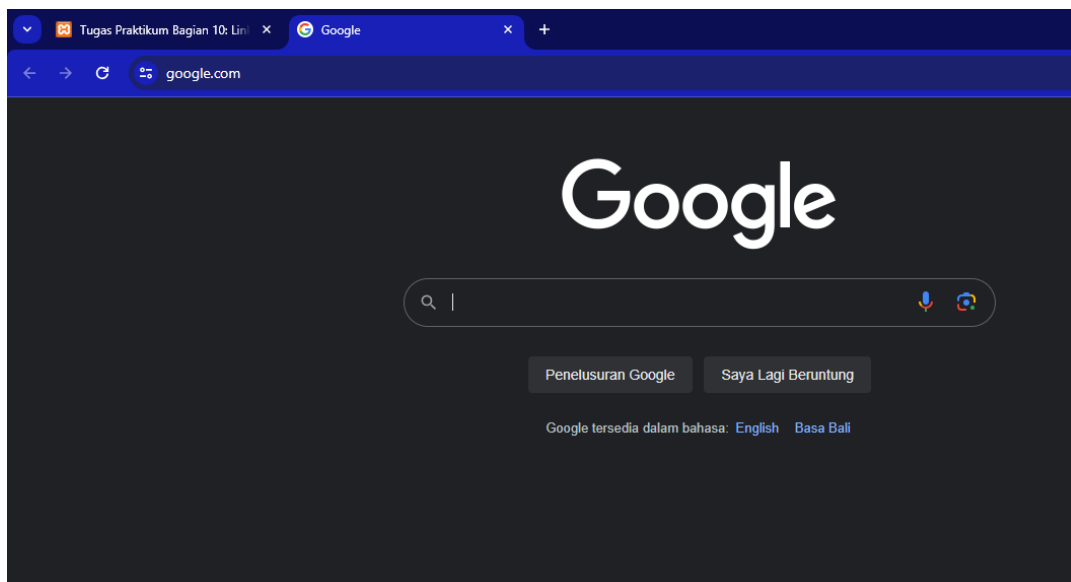 Tugas Praktikum Bagian 10: Lin
Google
google.com
Google
Penelusuran Google
Saya Lagi Beruntung
Google tersedia dalam bahasa: English Basa Bali